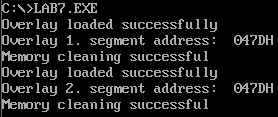 C:\>LAB7.EXE
Overlay loaded successfully
Overlay 1. segment address:  047DH
Memory cleaning successful
Overlay loaded successfully
Overlay 2. segment address:  047DH
Memory cleaning successful